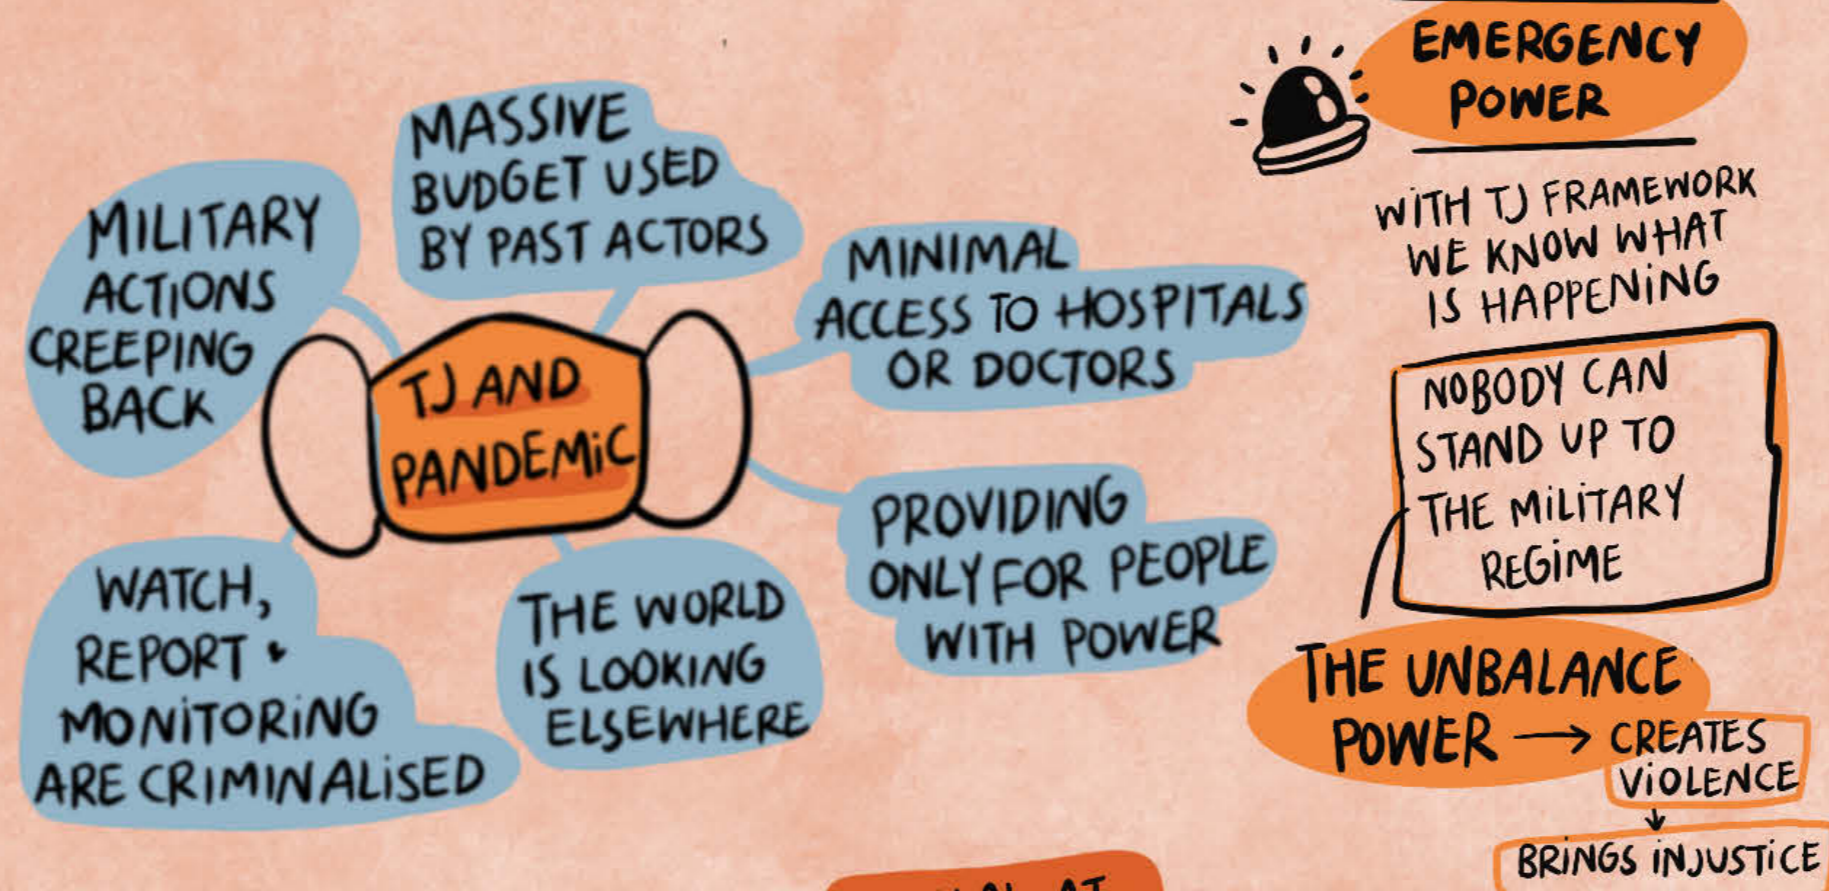 MASSIVE
BUDGET USED
BY PAST ACTORS
MILITARY
ACTIONS
CREEPING
BACK
MINIMAL
ACCESS TO HOSPITALS
OR DOCTORS
TJ AND
PANDEMIC
PROVIDING
ONLY FOR PEOPLE
WITH POWER
WATCH,
REPORT &
MONITORING
ARE CRIMINALISED
THE WORLD
IS LOOKING
ELSEWHERE
EMERGENCY
POWER
WITH TJ FRAMEWORK
WE KNOW WHAT
IS HAPPENING
NOBODY CAN
STAND UP TO
THE MILITARY
REGIME
THE UNBALANCE
POWER → CREATES
VIOLENCE
↓
BRINGS INJUSTICE
AT